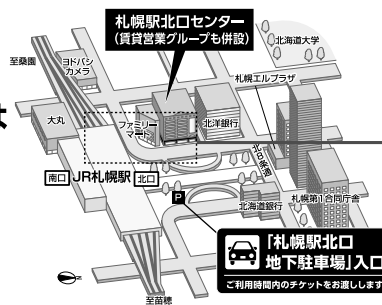 札幌駅北口センター
(賃貸営業グループも併設)
北海道大学
至桑園
ヨドバシ
カメラ
札幌エルプラザ
は
大丸
ファミリー
マート
北洋銀行
南口
JR札幌駅
北口
P
北海道銀行
札幌第1合同庁舎
「札幌駅北口
地下駐車場」入口
ご利用時間内のチケットをお渡しします
至苗穂